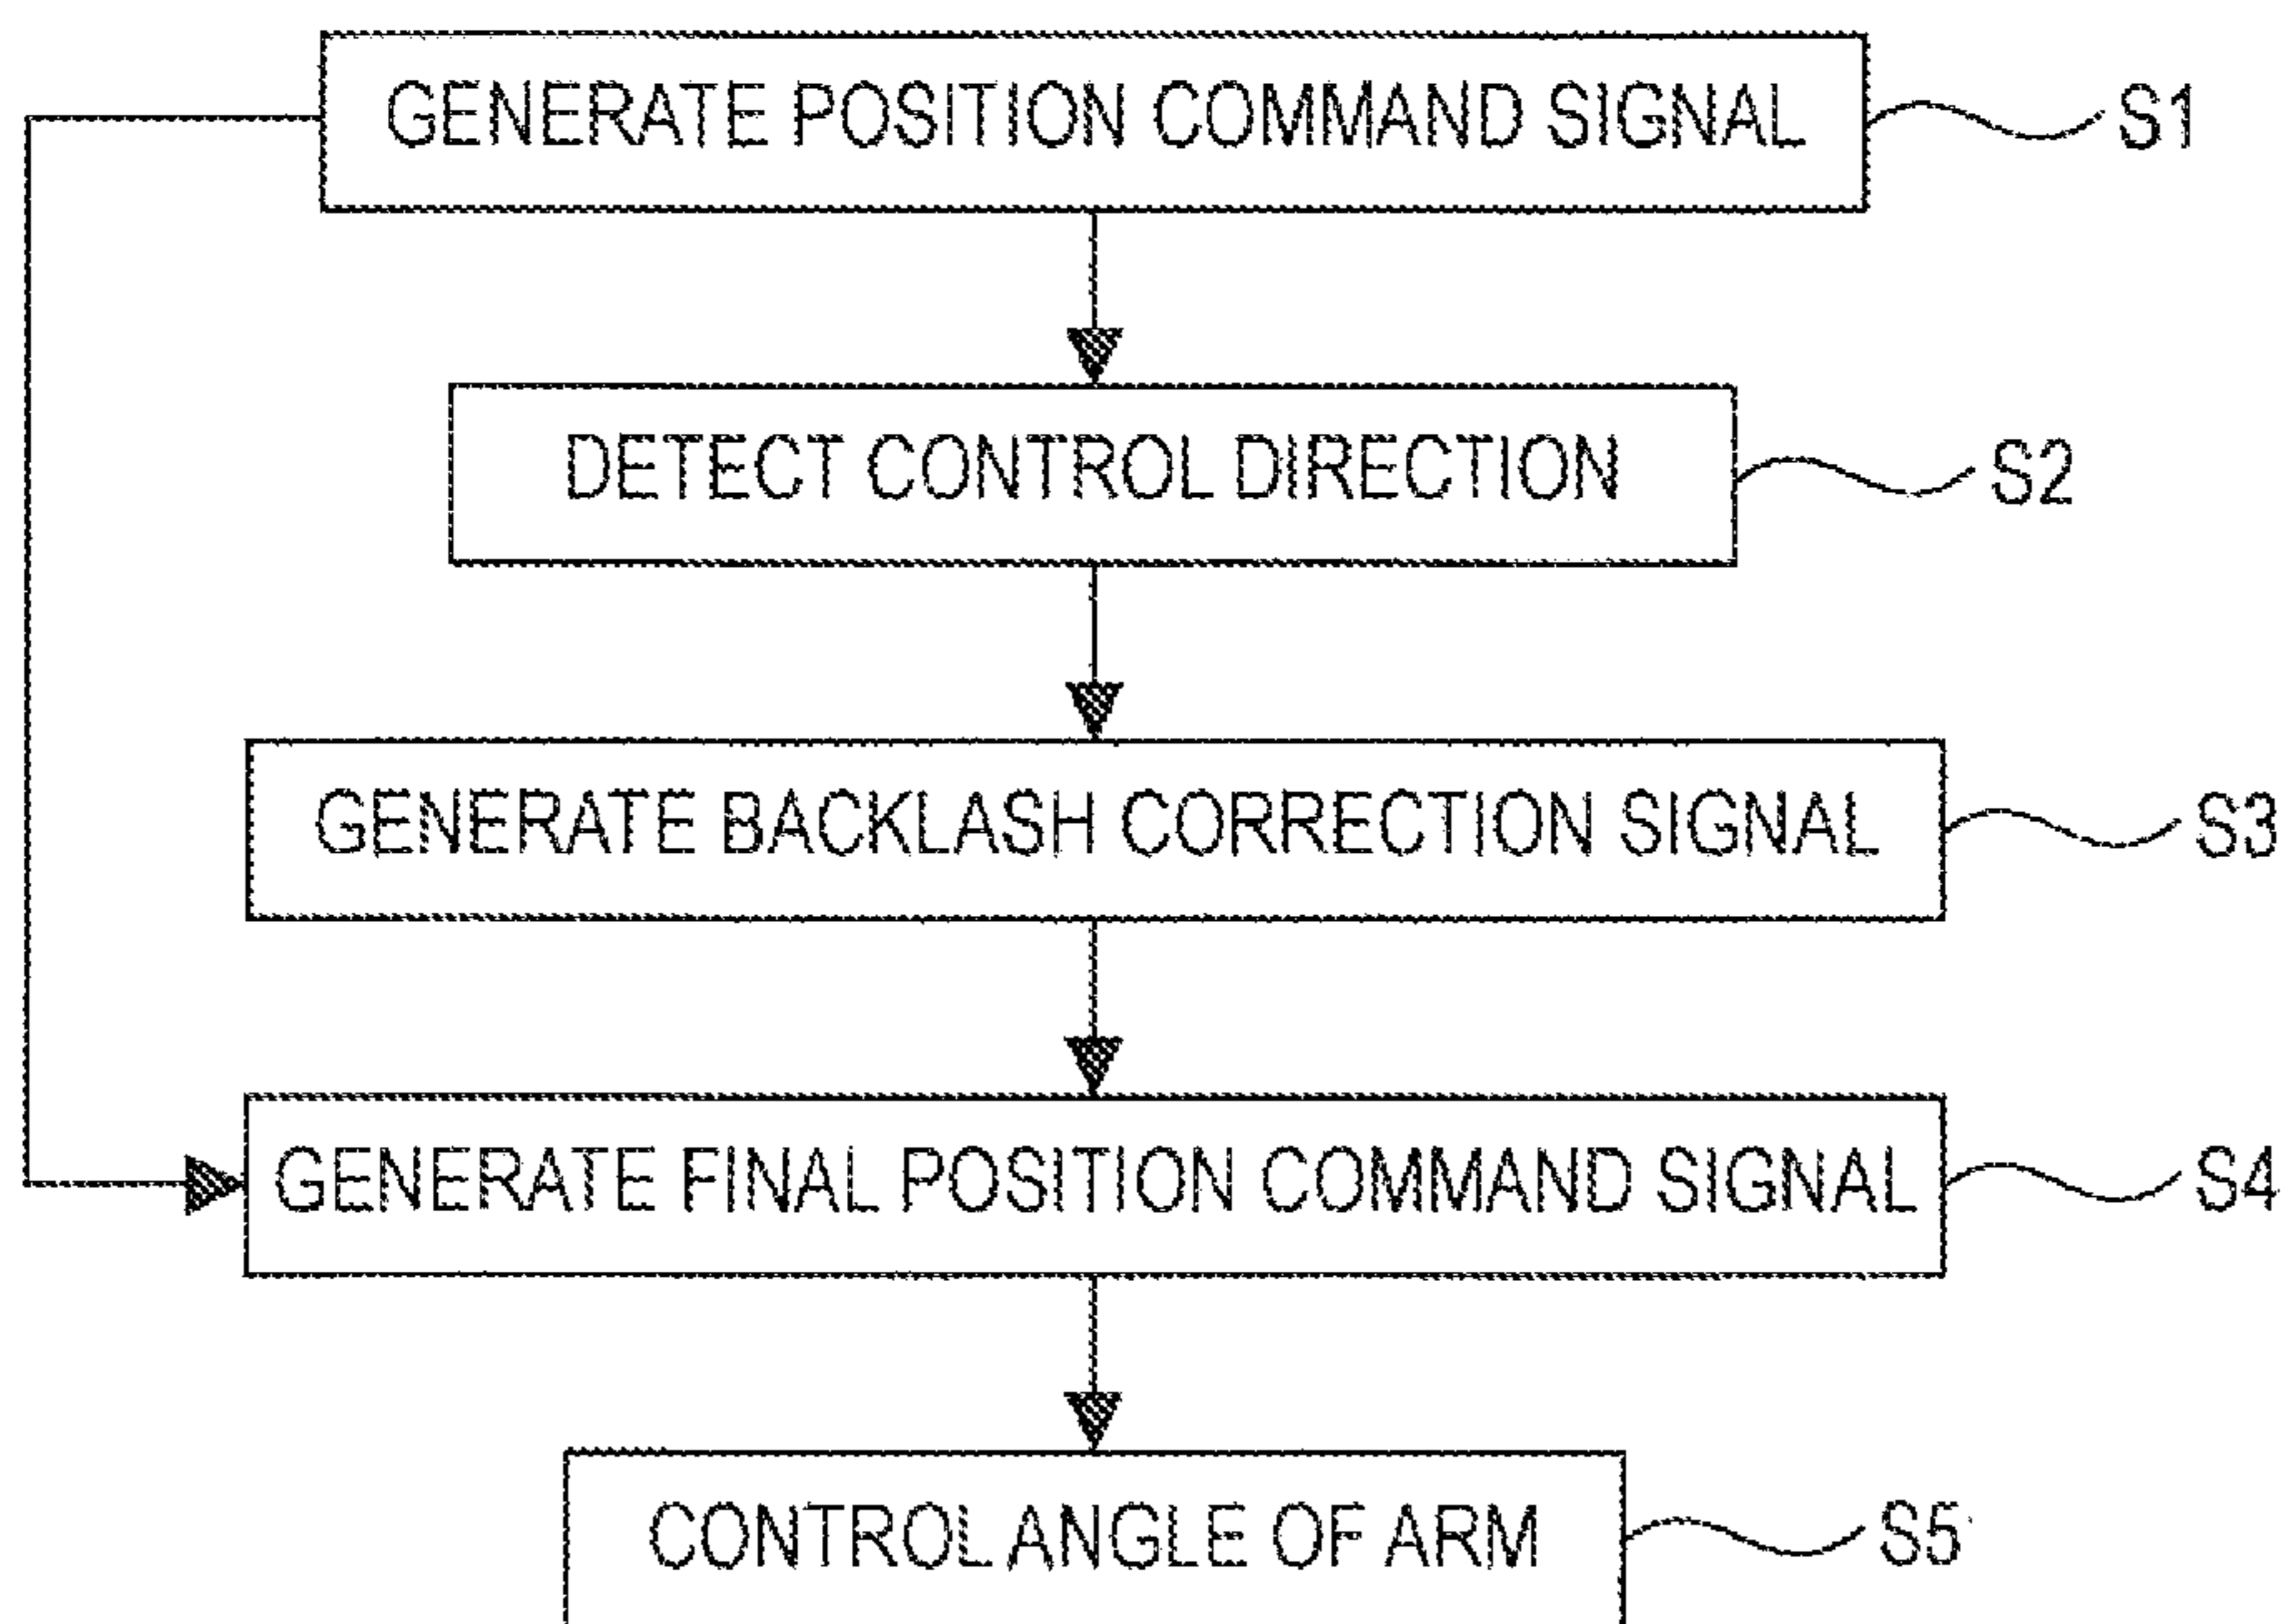 GENERATE POSITION COMMAND SIGNAL S1
DETECT CONTROL DIRECTION S2
GENERATE BACKLASH CORRECTION SIGNAL S3
GENERATE FINAL POSITION COMMAND SIGNAL S4
CONTROL ANGLE OF ARM S5